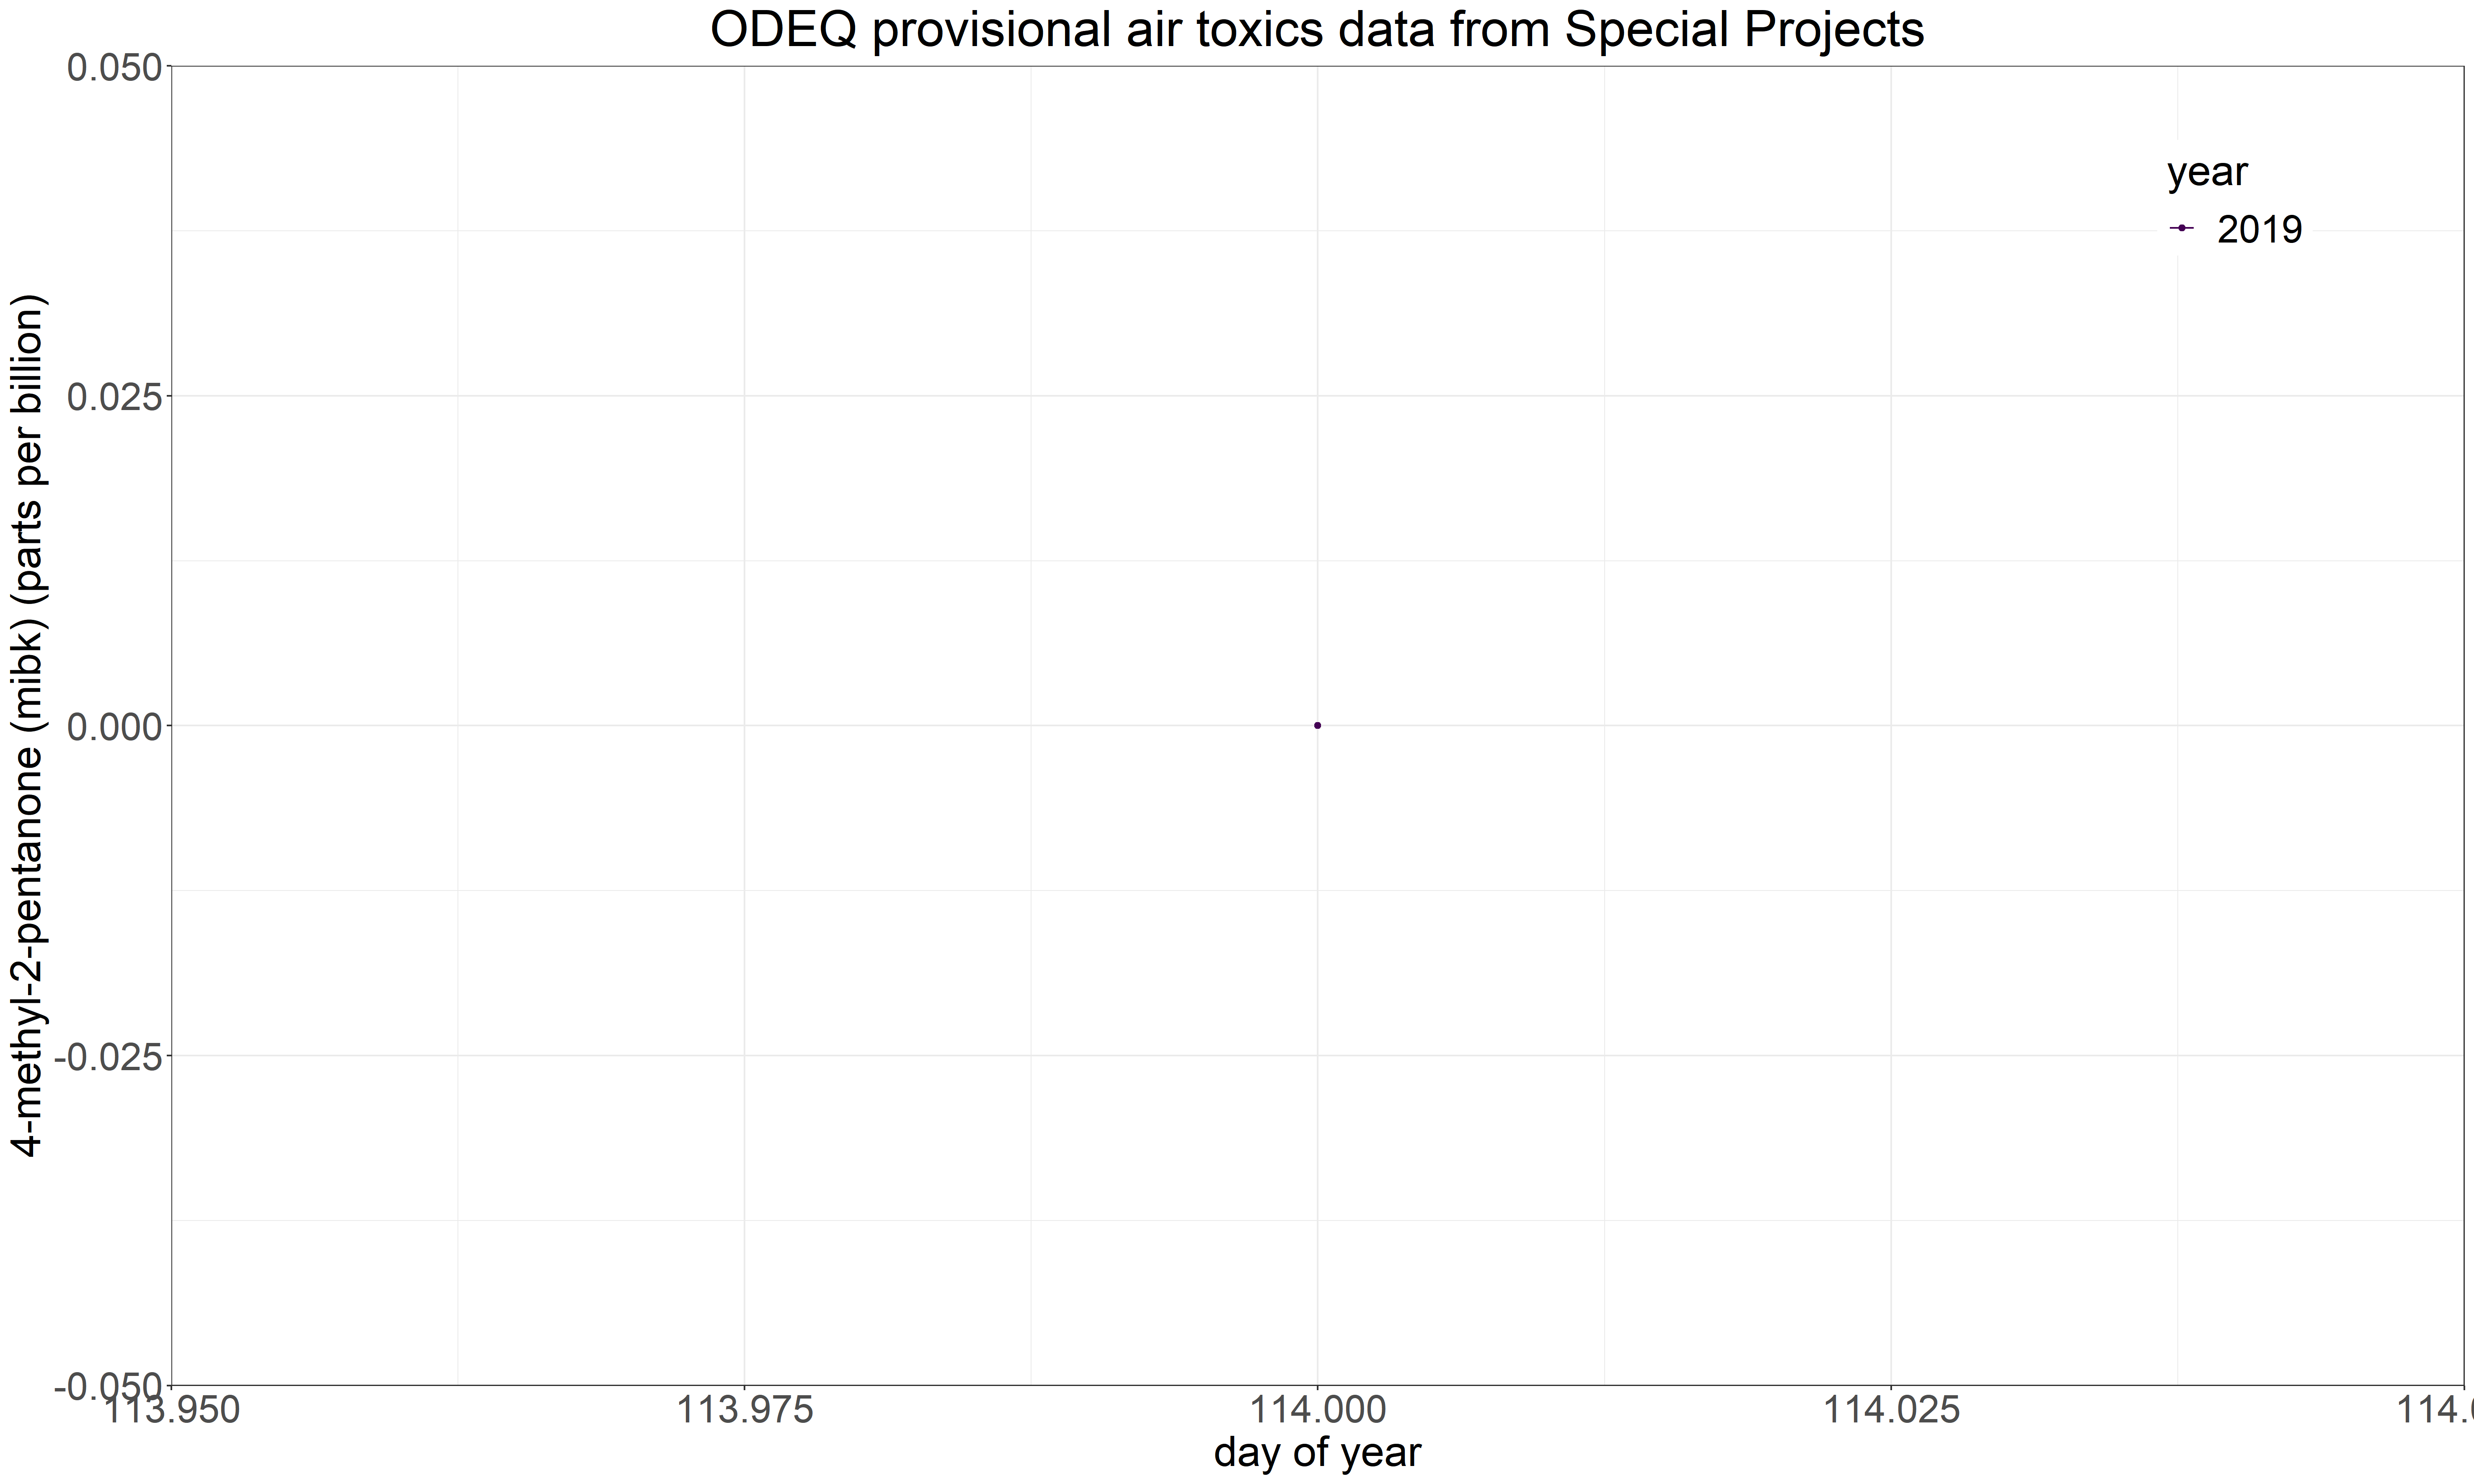 ODEQ provisional air toxics data from Special Projects
4-methyl-2-pentanone (mibk) (parts per billion)
0.050
0.025
0.000
-0.025
-0.050
year
2019
113.950
113.975
114.000
114.025
114.0
day of year